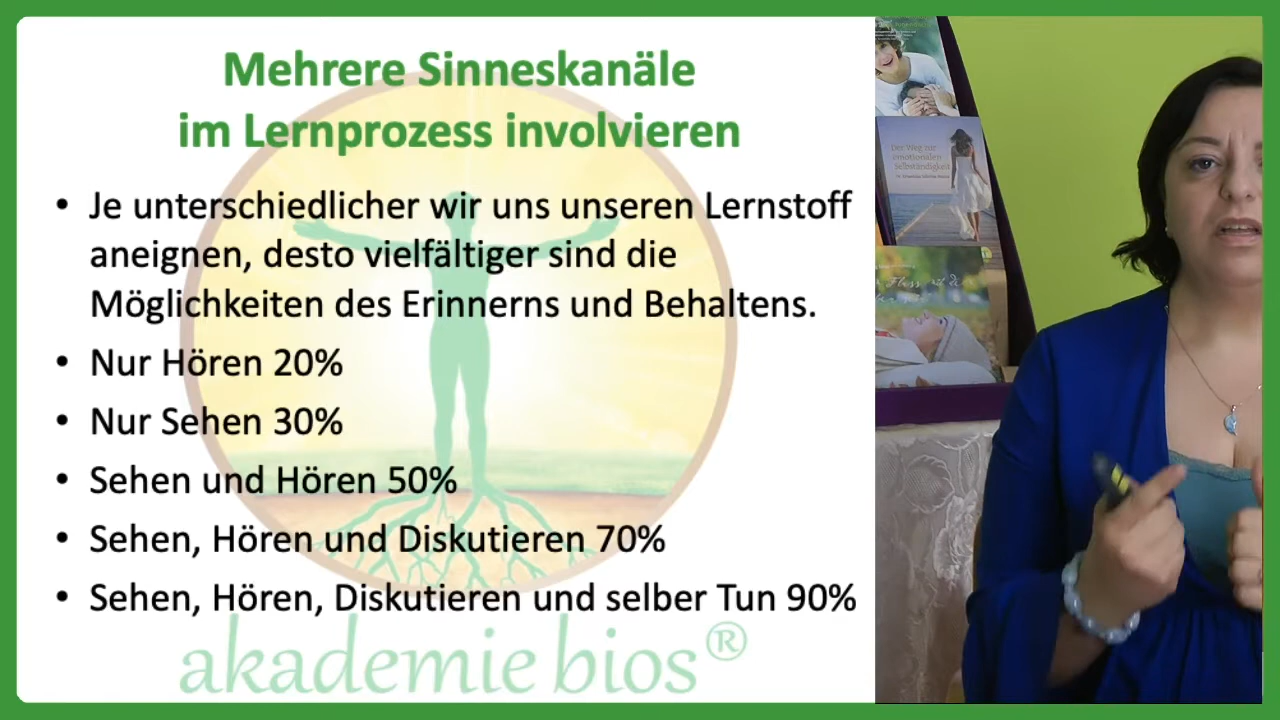 Mehrere Sinneskanäle
im Lernprozess involvieren
• Je unterschiedlicher wir uns unseren Lernstoff
aneignen, desto vielfältiger sind die
Möglichkeiten des Erinnerns und Behaltens.
• Nur Hören 20%
• Nur Sehen 30%
• Sehen und Hören 50%
• Sehen, Hören und Diskutieren 70%
• Sehen, Hören, Diskutieren und selber Tun 90%
akademie bios®
Der Weg zur
emotionalen
Selbständigkeit